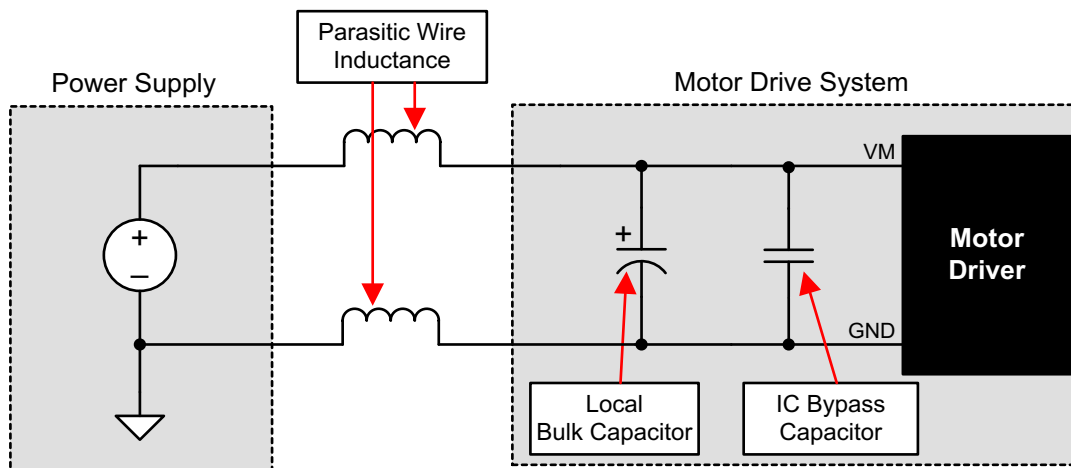 Parasitic Wire
Inductance
Power Supply
Motor Drive System
VM
+
−
+
Motor
Driver
GND
Local
Bulk Capacitor
IC Bypass
Capacitor